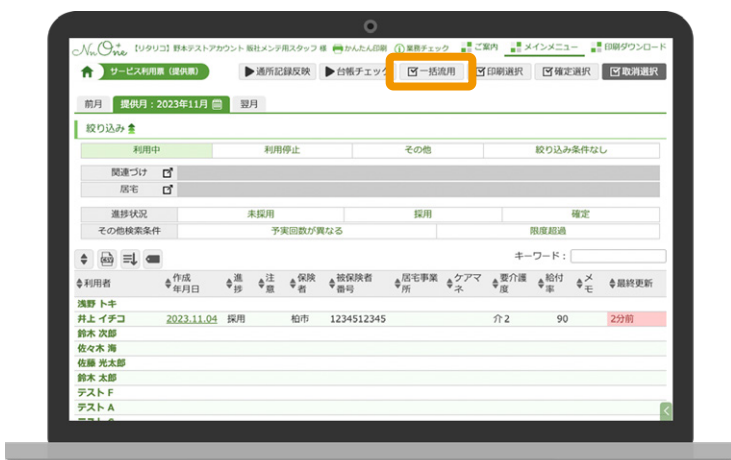 NuOne 【リタリコ】野本テストアカウント 販社メンテ用スタッフ 様 かんたん印刷 業務チェック ご案内 メインメニュー 印刷ダウンロード
サービス利用票（提供票） ▶通所記録反映 ▶台帳チェック 一括流用 印刷選択 確定選択 取消選択
前月 提供月：2023年11月 翌月
絞り込み
利用中 利用停止 その他 絞り込み条件なし
関連づけ
居宅
進捗状況 未採用 採用 確定
その他検索条件 予実回数が異なる 限度超過
キーワード：
利用者 作成年月日 進捗 注意 保険者 被保険者番号 居宅事業所 ケアマネ 要介護度 給付率 メモ 最終更新
浅野 トキ
井上 イチコ 2023.11.04 採用 柏市 1234512345 介2 90 2分前
鈴木 次郎
佐々木 海
佐藤 光太郎
鈴木 太郎
テスト F
テスト A